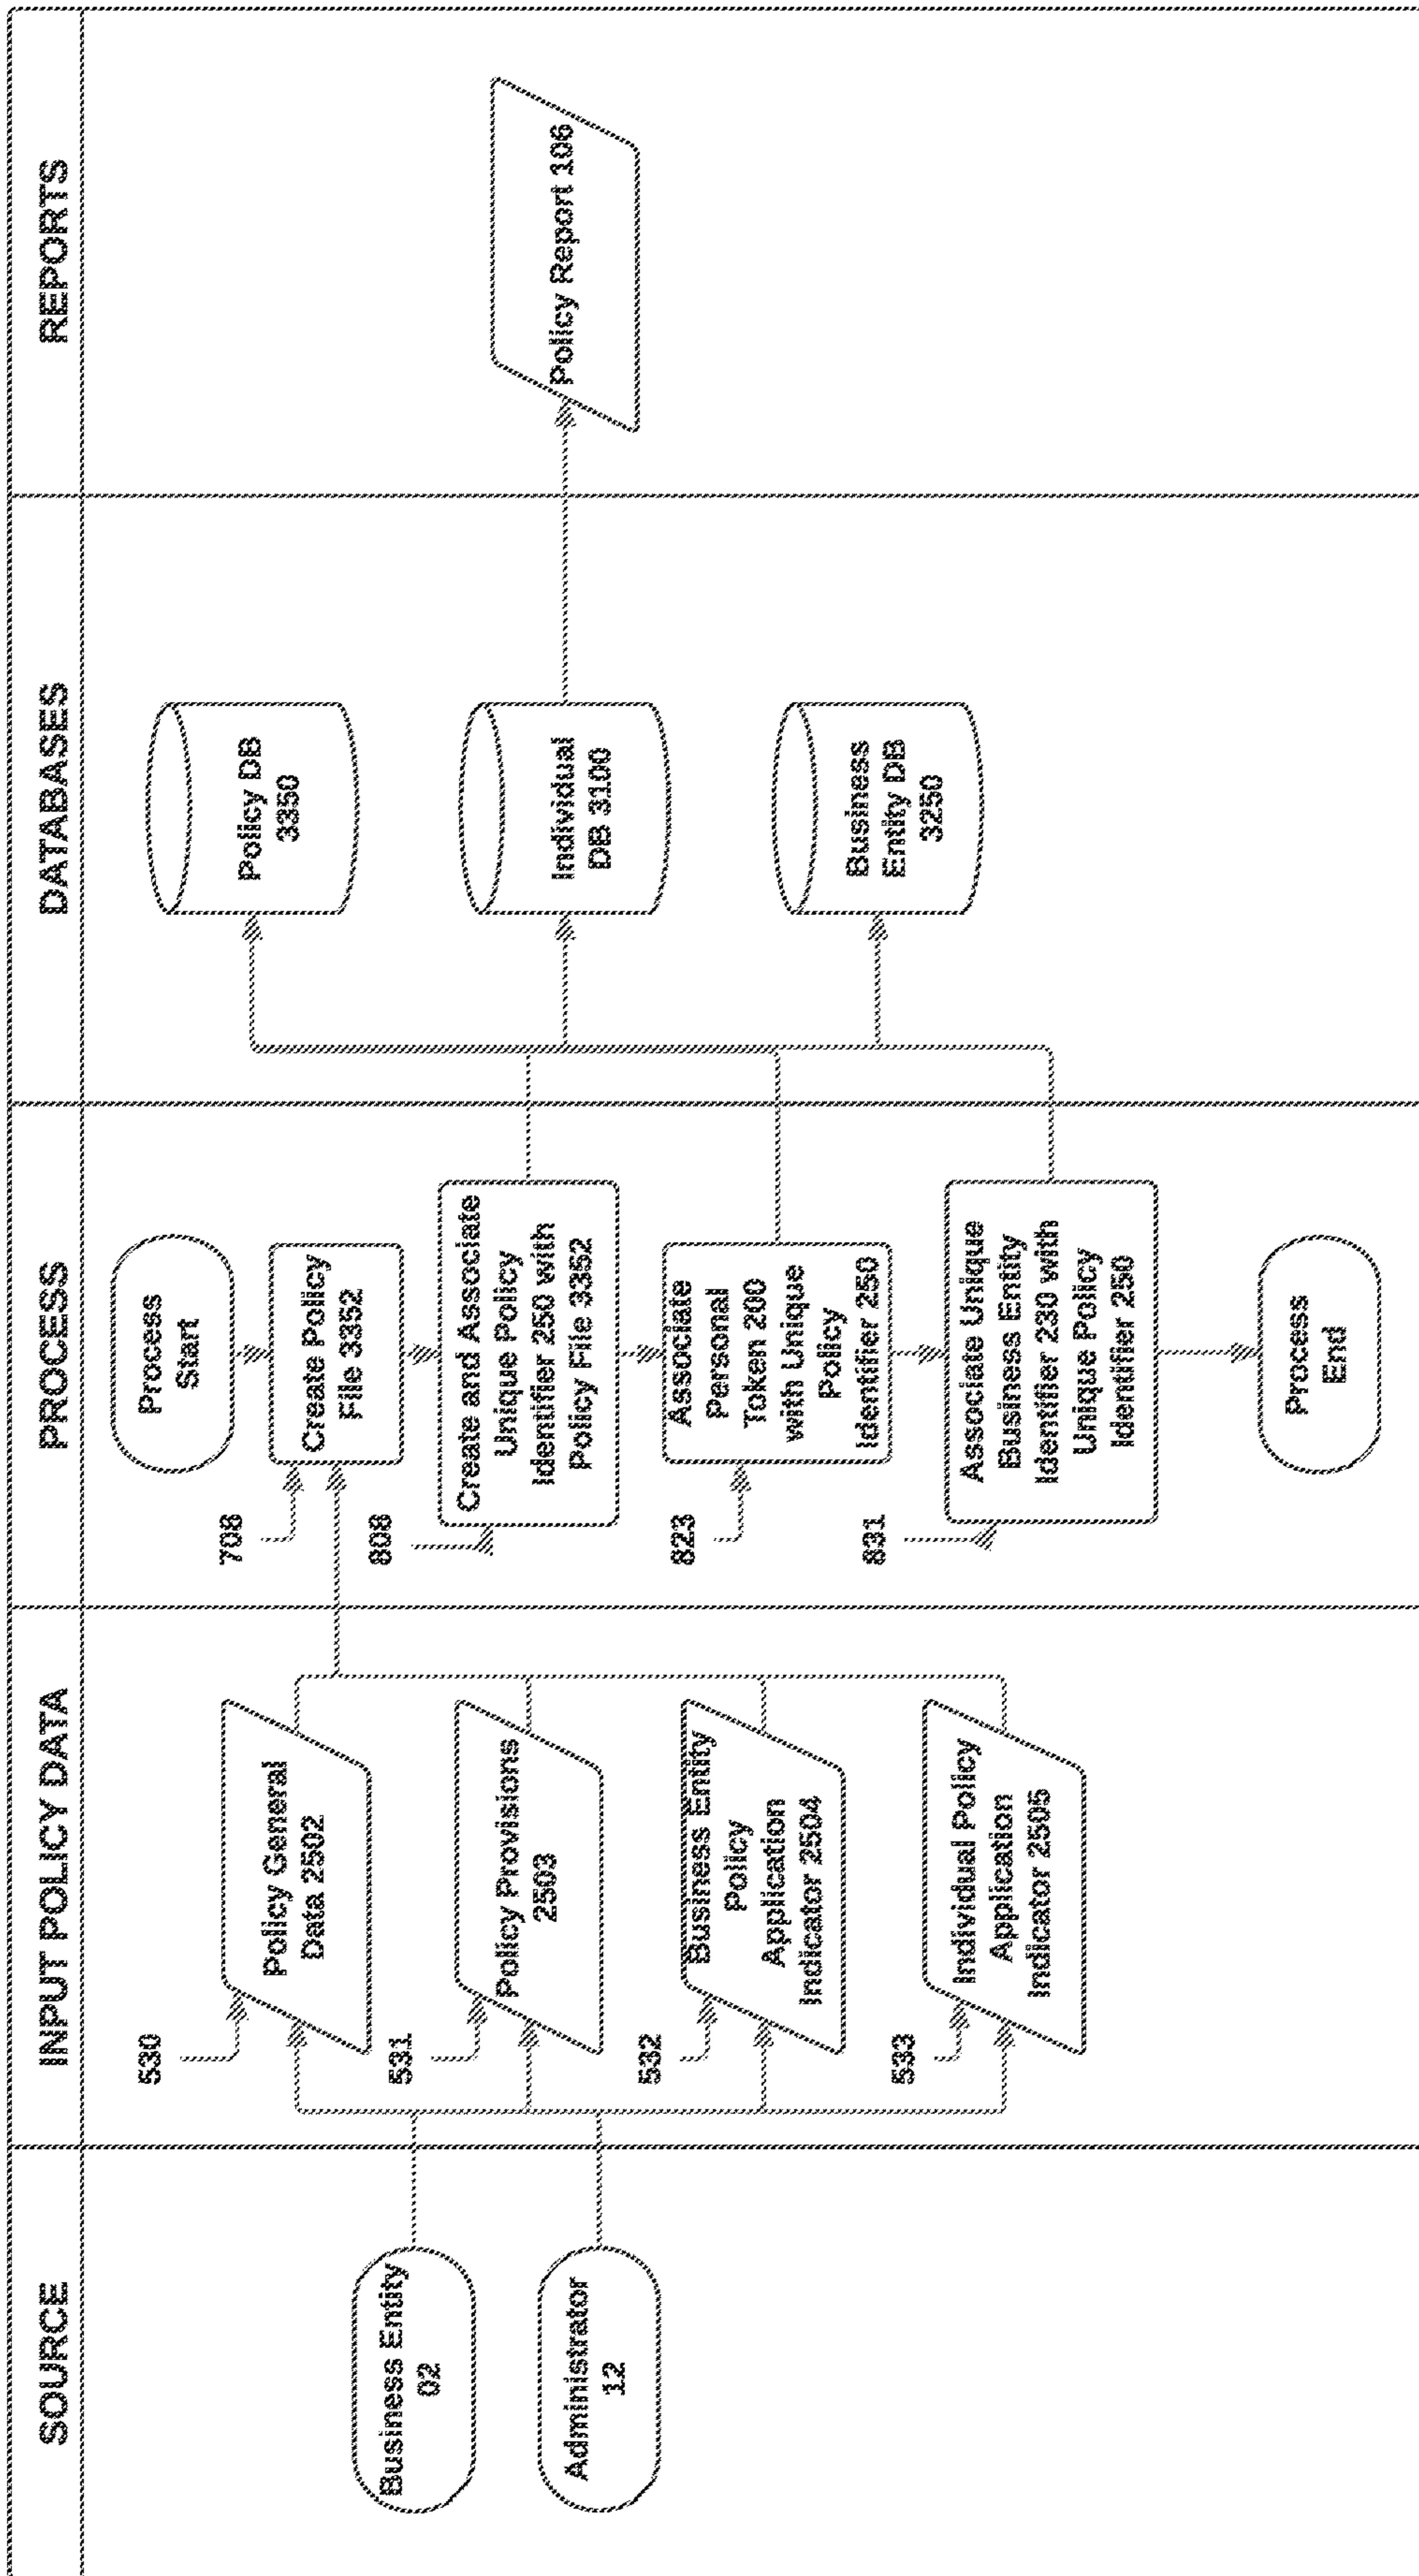 SOURCE
INPUT POLICY DATA
PROCESS
DATABASES
REPORTS
Business Entity
02
Administrator
12
530
Policy General
Data 2502
531
Policy Provisions
2503
532
Business Entity
Policy
Application
Indicator 2504
533
Individual Policy
Application
Indicator 2505
Process
Start
708
Create Policy
File 3352
808
Create and Associate
Unique Policy
Identifier 250 with
Policy File 3352
823
Associate
Personal
Token 200
with Unique
Policy
Identifier 250
831
Associate Unique
Business Entity
Identifier 230 with
Unique Policy
Identifier 250
Process
End
Policy DB
3350
Individual
DB 3100
Business
Entity DB
3250
Policy Report 106